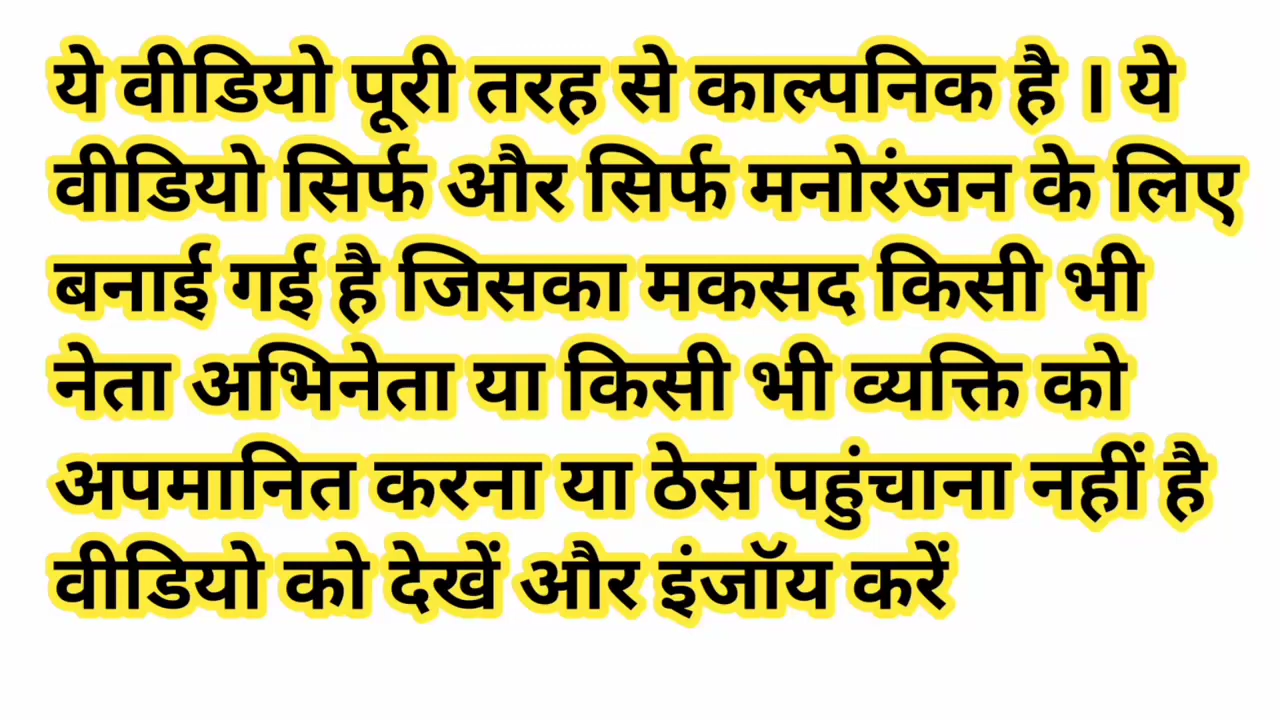 ये वीडियो पूरी तरह से काल्पनिक है । ये
वीडियो सिर्फ और सिर्फ मनोरंजन के लिए
बनाई गई है जिसका मकसद किसी भी
नेता अभिनेता या किसी भी व्यक्ति को
अपमानित करना या ठेस पहुंचाना नहीं है
वीडियो को देखें और इंजॉय करें